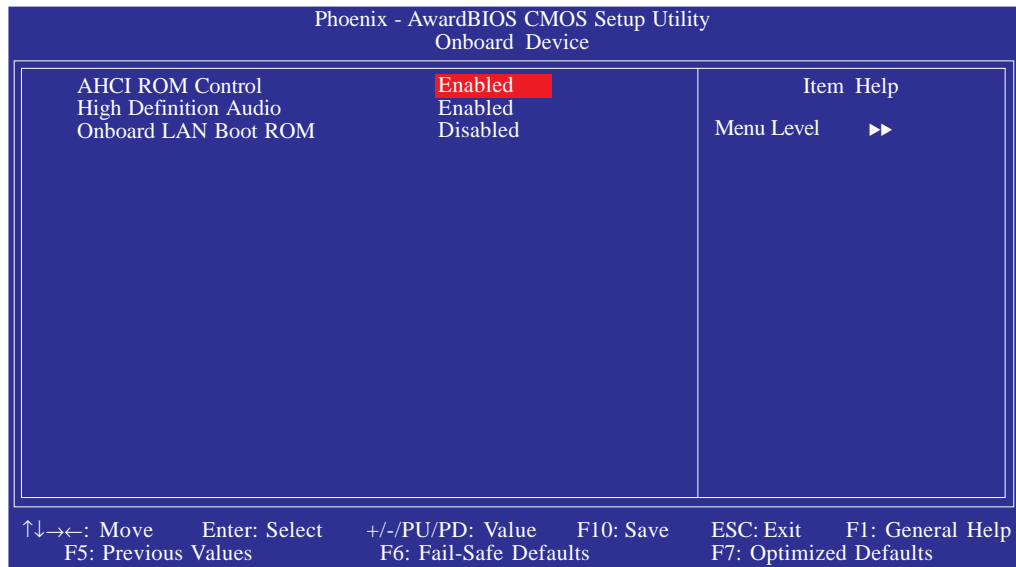 Phoenix - AwardBIOS CMOS Setup Utility
Onboard Device
AHCI ROM Control Enabled
High Definition Audio Enabled
Onboard LAN Boot ROM Disabled
Item Help
Menu Level ▶▶
↑↓→←: Move Enter: Select +/-/PU/PD: Value F10: Save ESC: Exit F1: General Help
F5: Previous Values F6: Fail-Safe Defaults F7: Optimized Defaults